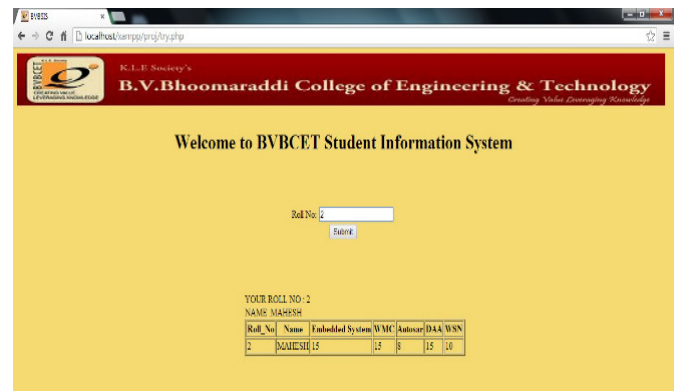 BVBSIS
localhost/xampp/proj/try.php
BVBCET
CREATING VALUE
LEVERAGING KNOWLEDGE
K.L.E Society's
B.V.Bhoomaraddi College of Engineering & Technology
Creating Value Leveraging Knowledge
Welcome to BVBCET Student Information System
Roll No: 2
Submit
YOUR ROLL NO : 2
NAME MAHESH
Roll_No Name Embedded System WMC Autosar DAA WSN
2 MAHESH 15 15 8 15 10